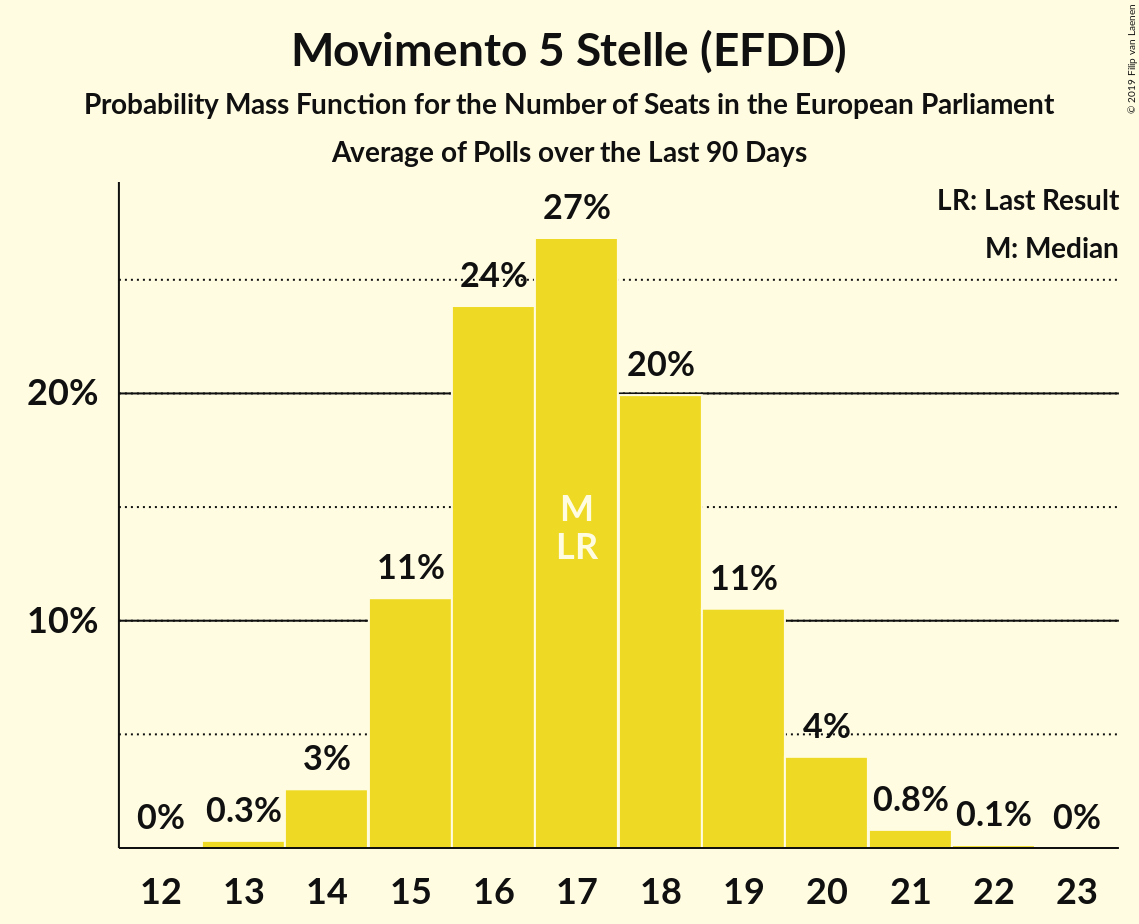 Movimento 5 Stelle (EFDD)
Probability Mass Function for the Number of Seats in the European Parliament
Average of Polls over the Last 90 Days
© 2019 Filip van Laenen
LR: Last Result
M: Median
27%
24%
20%
20%
M
LR
11%
11%
10%
4%
3%
0.8%
0.3%
0.1%
0%
0%
12 13 14 15 16 17 18 19 20 21 22 23